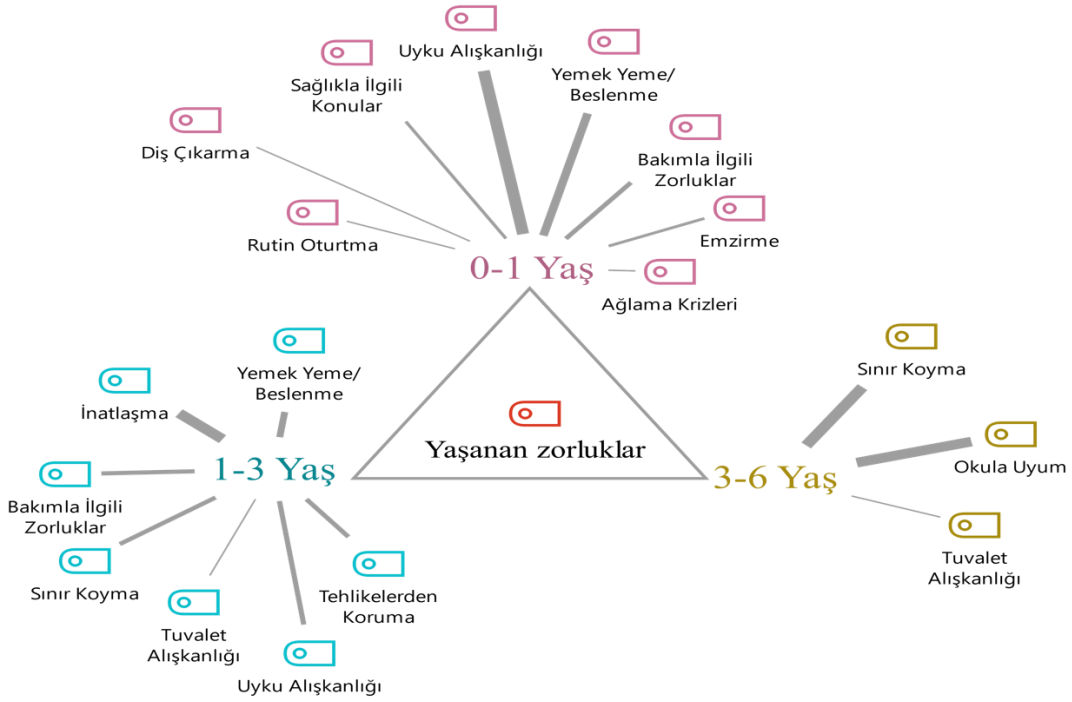 Uyku Alışkanlığı
Sağlıkla İlgili
Konular
Yemek Yeme/
Beslenme
Diş Çıkarma
Bakımla İlgili
Zorluklar
Rutin Oturtma
Emzirme
0-1 Yaş
Ağlama Krizleri
Yemek Yeme/
Beslenme
İnatlaşma
Sınır Koyma
Yaşanan zorluklar
1-3 Yaş
3-6 Yaş
Okula Uyum
Bakımla İlgili
Zorluklar
Sınır Koyma
Tehlikelerden
Koruma
Tuvalet
Alışkanlığı
Tuvalet
Alışkanlığı
Uyku Alışkanlığı